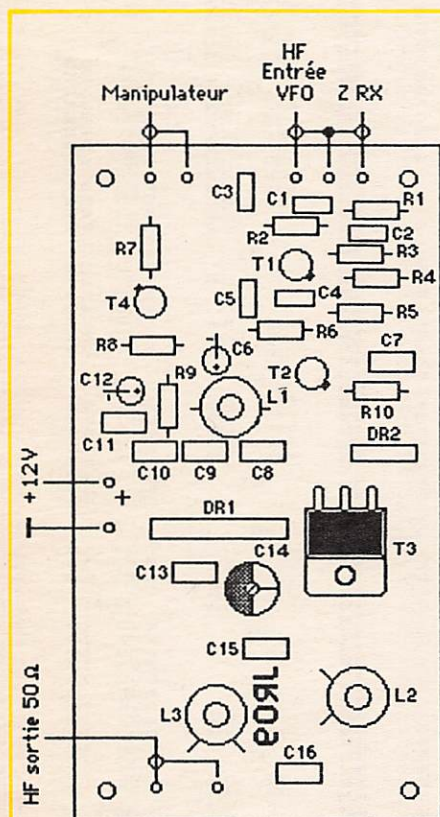 HF
Entrée
Manipulateur VFO Z RX
C3
C1
R1
R2
C2
R7
T1
R3
R4
T4
C5
C4
R5
R6
R8
C6
C7
T2
C12
R9
L1
R10
C11
DR2
C10
C9
C8
+12V
+
DR1
T3
C14
C13
C15
JR09
L3
L2
HF sortie 50Ω
C16